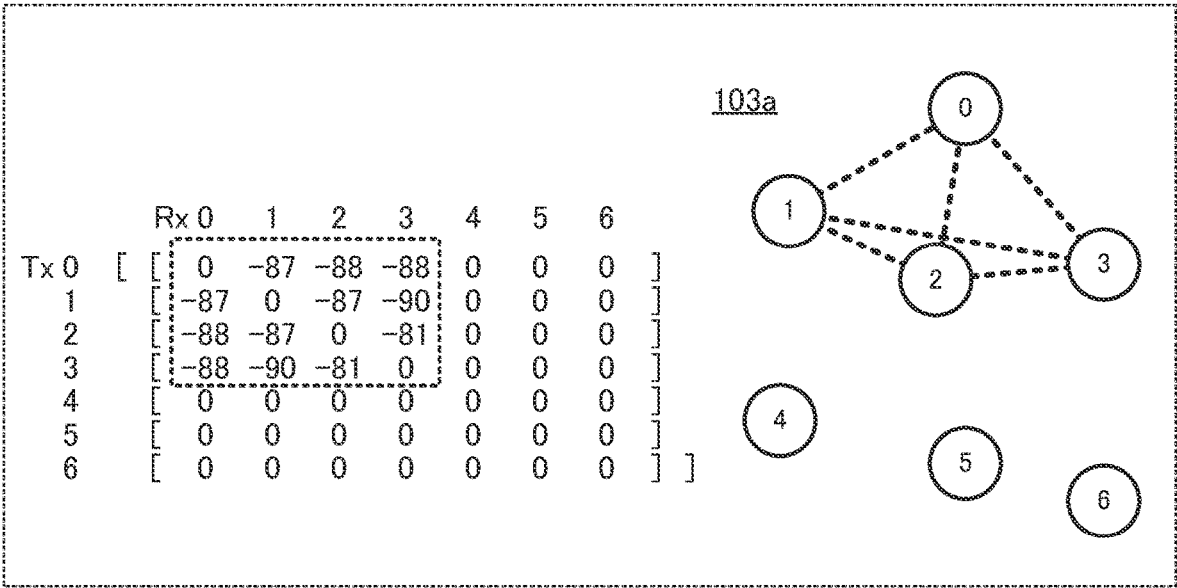 103a
Rx 0 1 2 3 4 5 6
Tx 0 [ [ 0 -87 -88 -88 0 0 0 ]
1 [ -87 0 -87 -90 0 0 0 ]
2 [ -88 -87 0 -81 0 0 0 ]
3 [ -88 -90 -81 0 0 0 0 ]
4 [ 0 0 0 0 0 0 0 ]
5 [ 0 0 0 0 0 0 0 ]
6 [ 0 0 0 0 0 0 0 ] ]
0
1
2
3
4
5
6